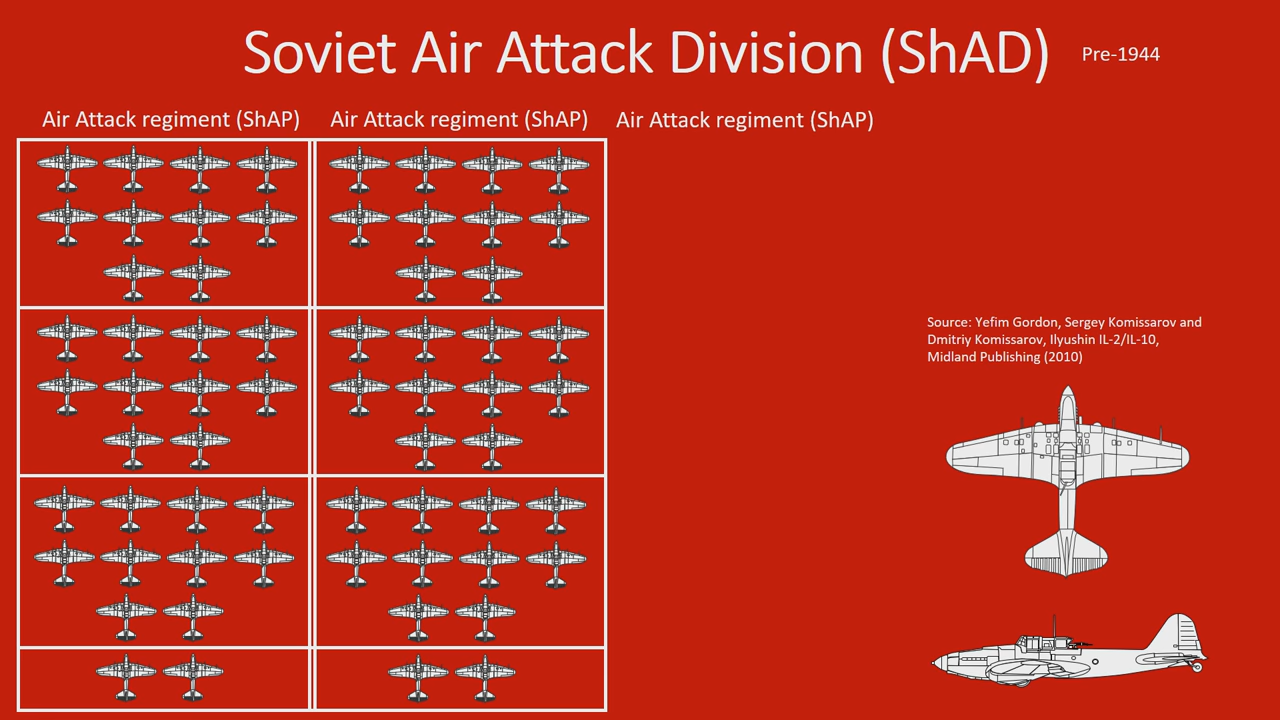 Soviet Air Attack Division (ShAD)
Pre-1944
Air Attack regiment (ShAP)
Air Attack regiment (ShAP)
Air Attack regiment (ShAP)
Source: Yefim Gordon, Sergey Komissarov and
Dmitriy Komissarov, Ilyushin IL-2/IL-10,
Midland Publishing (2010)